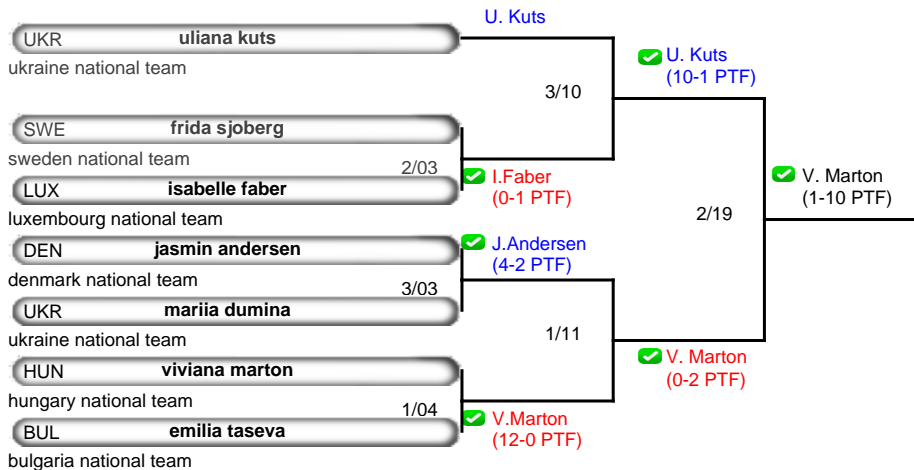 UKR uliana kuts
ukraine national team
SWE frida sjoberg
sweden national team
LUX isabelle faber
luxembourg national team
DEN jasmin andersen
denmark national team
UKR mariia dumina
ukraine national team
HUN viviana marton
hungary national team
BUL emilia taseva
bulgaria national team
U. Kuts
2/03
I.Faber
(0-1 PTF)
J.Andersen
(4-2 PTF)
3/03
1/04
V.Marton
(12-0 PTF)
3/10
U. Kuts
(10-1 PTF)
1/11
V. Marton
(0-2 PTF)
2/19
V. Marton
(1-10 PTF)